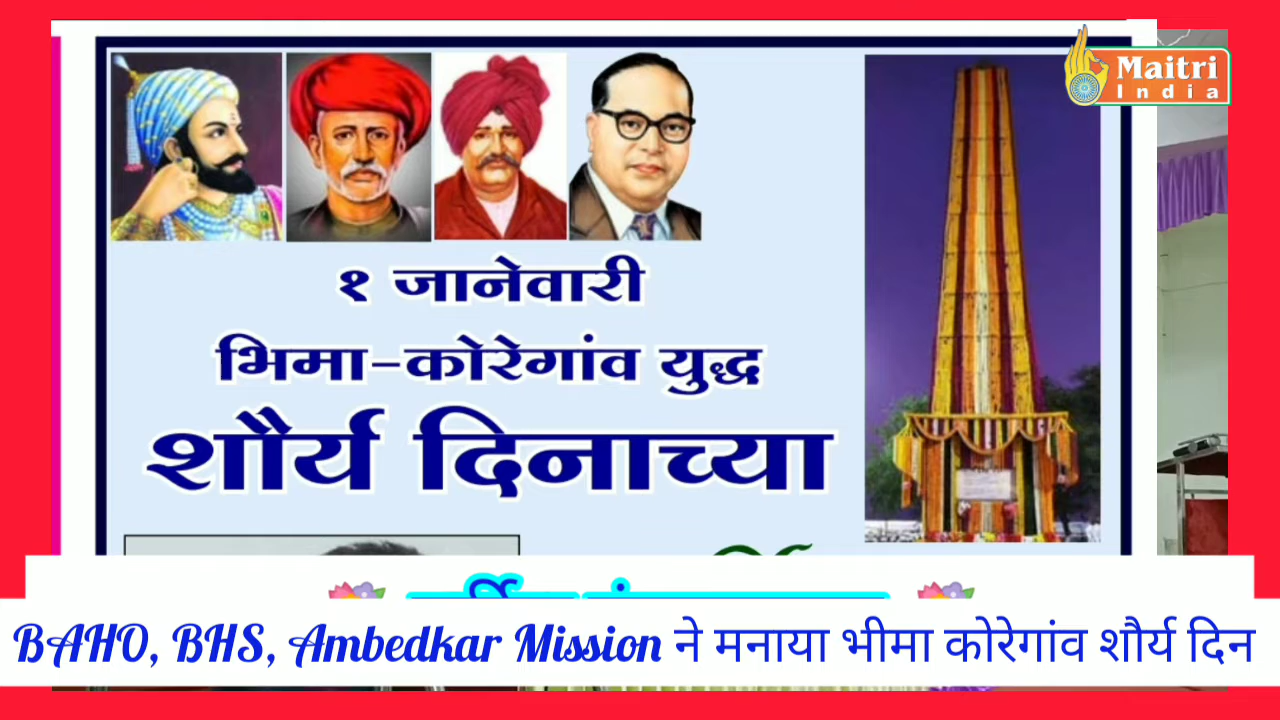 Maitri
India
१ जानेवारी
भिमा-कोरेगांव युद्ध
शौर्य दिनाच्या
BAHO, BHS, Ambedkar Mission ने मनाया भीमा कोरेगांव शौर्य दिन